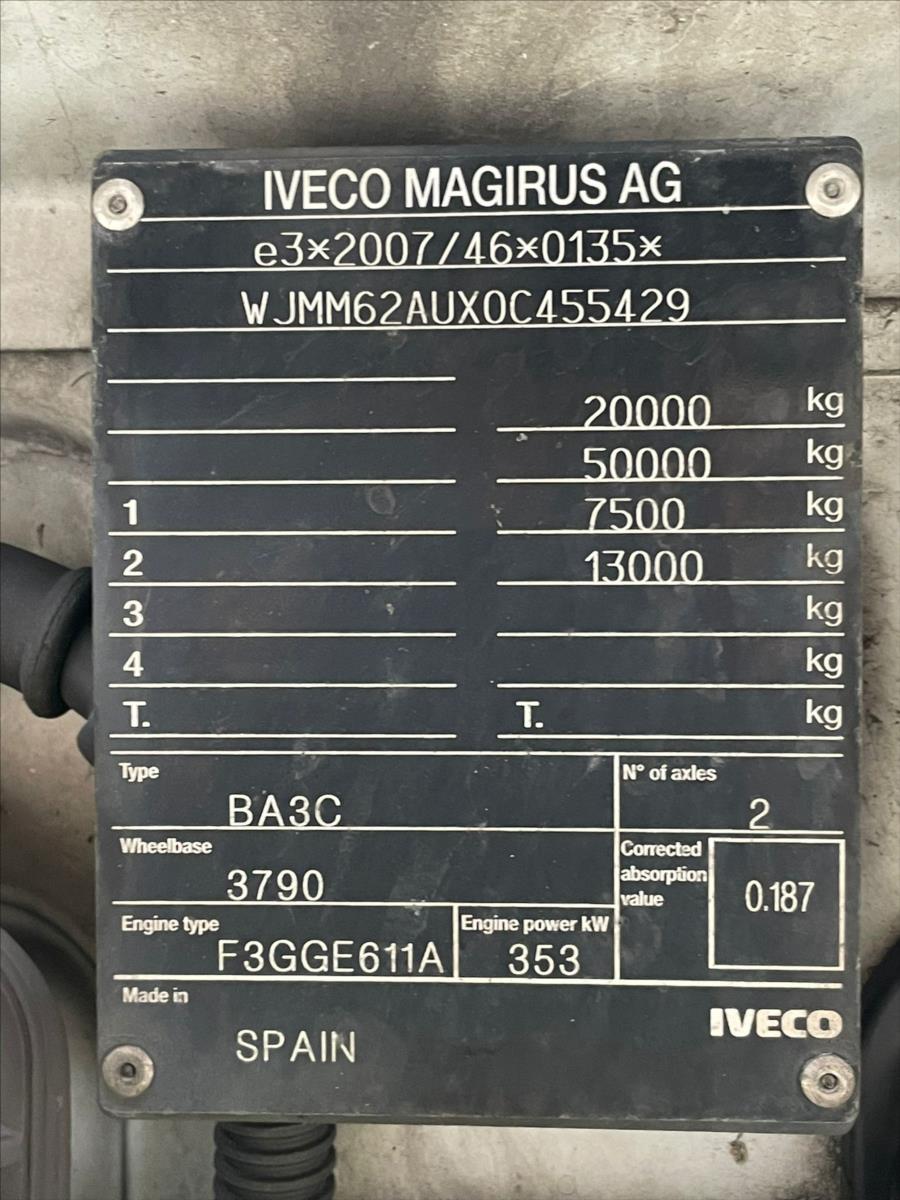 IVECO MAGIRUS AG
e3*2007/46*0135*
WJMM62AUX0C455429
20000 kg
50000 kg
1 7500 kg
2 13000 kg
3 kg
4 kg
T. T. kg
Type N° of axles
BA3C 2
Wheelbase Corrected absorption value
3790 0.187
Engine type Engine power kW
F3GGE611A 353
Made in
SPAIN IVECO